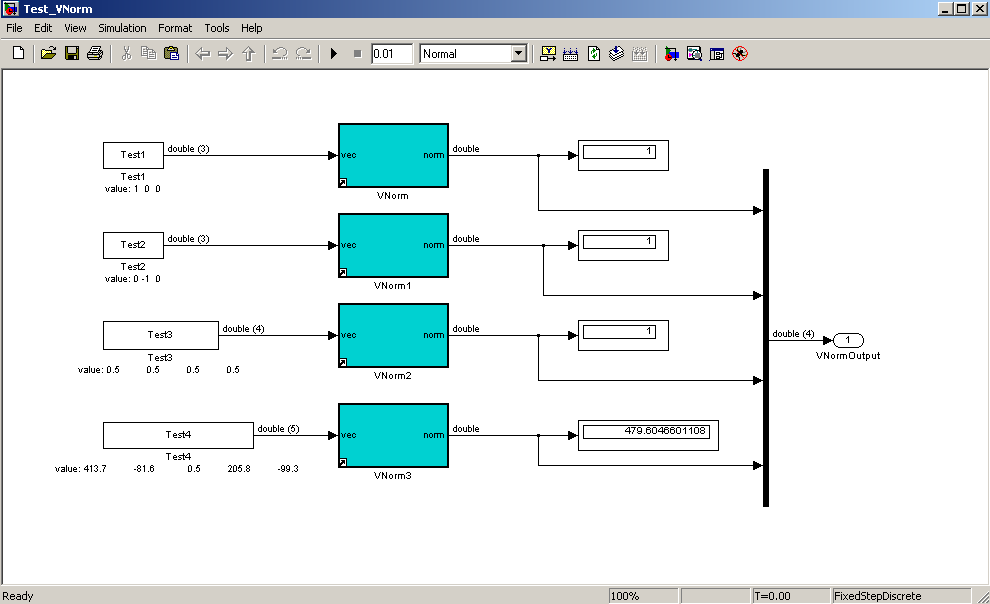 Test_VNorm
File Edit View Simulation Format Tools Help
0.01 Normal
Test1 double (3) vec norm double 1
Test1
value: 1 0 0
VNorm
Test2 double (3) vec norm double 1
Test2
value: 0 -1 0
VNorm1
Test3 double (4) vec norm double 1
Test3
value: 0.5 0.5 0.5 0.5
VNorm2
double (4) 1
VNormOutput
Test4 double (5) vec norm double 479.6046601108
Test4
value: 413.7 -81.6 0.5 205.8 -99.3
VNorm3
Ready 100% T=0.00 FixedStepDiscrete